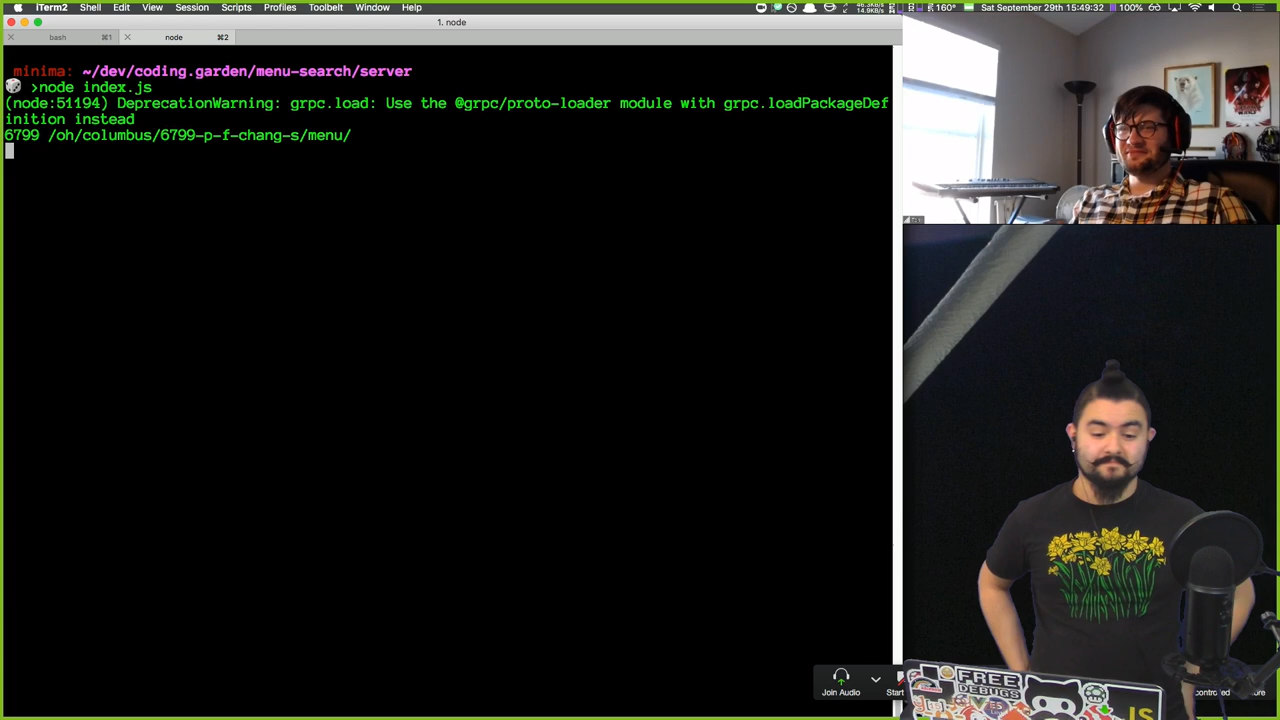 iTerm2 Shell Edit View Session Scripts Profiles Toolbelt Window Help
160° Sat September 29th 15:49:32 100%
1. node
bash ⌘1 node ⌘2
minima: ~/dev/coding.garden/menu-search/server
›node index.js
(node:51194) DeprecationWarning: grpc.load: Use the @grpc/proto-loader module with grpc.loadPackageDef
inition instead
6799 /oh/columbus/6799-p-f-chang-s/menu/
Join Audio
Start
FREE
DEBUGS
JS